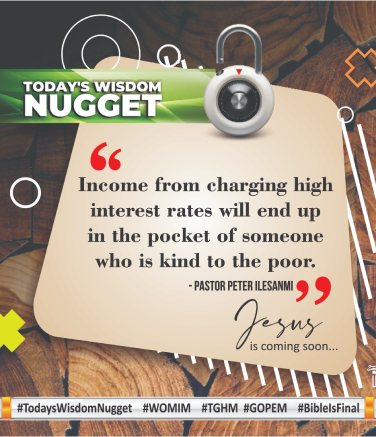 TODAY'S WISDOM
NUGGET
“
Income from charging high
interest rates will end up
in the pocket of someone
who is kind to the poor.
- PASTOR PETER ILESANMI
”
Jesus
is coming soon...
#TodaysWisdomNugget #WOMIM #TGHM #GOPEM #BibleIsFinal